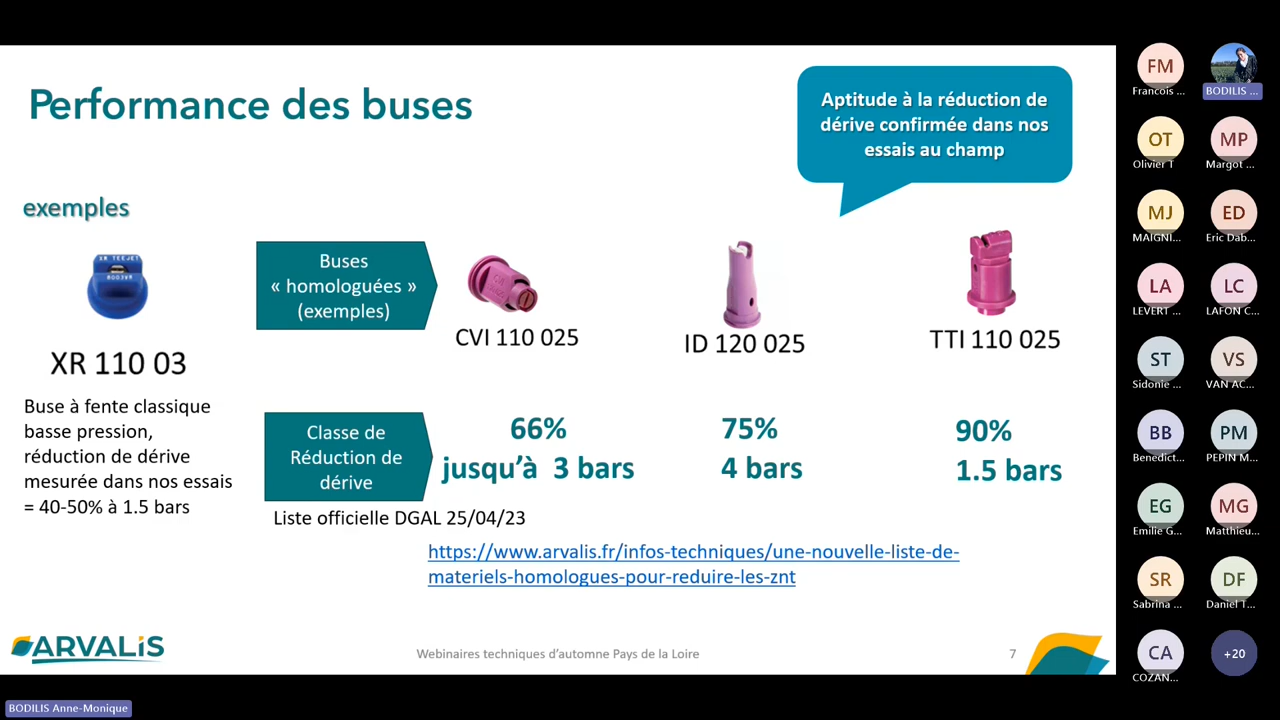 Performance des buses
Aptitude à la réduction de
dérive confirmée dans nos
essais au champ
exemples
XR TEEJET
XR 110 03
Buse à fente classique
basse pression,
réduction de dérive
mesurée dans nos essais
= 40-50% à 1.5 bars
Buses
« homologuées »
(exemples)
CVI 110 025
ID 120 025
TTI 110 025
Classe de
Réduction de
dérive
66%
jusqu’à 3 bars
75%
4 bars
90%
1.5 bars
Liste officielle DGAL 25/04/23
https://www.arvalis.fr/infos-techniques/une-nouvelle-liste-de-
materiels-homologues-pour-reduire-les-znt
ARVALIS
Webinaires techniques d’automne Pays de la Loire
7
FM
Francois ...
BODILIS ...
OT
Olivier T
MP
Margot ...
MJ
MAIGNI...
ED
Eric Dab...
LA
LEVERT ...
LC
LAFON C...
ST
Sidonie ...
VS
VAN AC...
BB
Benedict...
PM
PEPIN M...
EG
Emilie G...
MG
Matthieu...
SR
Sabrina ...
DF
Daniel T...
CA
COZAN...
+20
BODILIS Anne-Monique